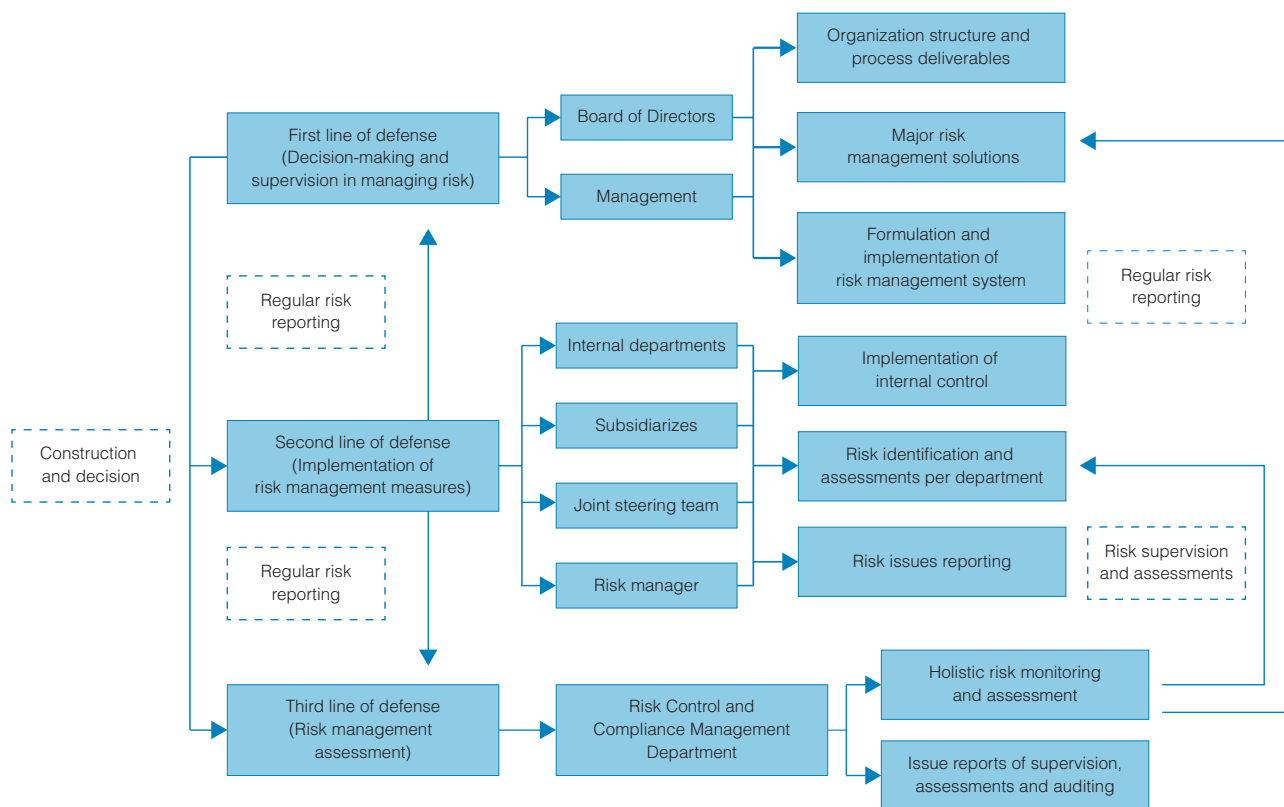 Organization structure and
process deliverables
First line of defense
(Decision-making and
supervision in managing risk)
Board of Directors
Major risk
management solutions
Management
Formulation and
implementation of
risk management system
Regular risk
reporting
Regular risk
reporting
Internal departments
Implementation of
internal control
Subsidiarizes
Construction
and decision
Second line of defense
(Implementation of
risk management measures)
Risk identification and
assessments per department
Joint steering team
Regular risk
reporting
Risk manager
Risk issues reporting
Risk supervision
and assessments
Third line of defense
(Risk management
assessment)
Risk Control and
Compliance Management
Department
Holistic risk monitoring
and assessment
Issue reports of supervision,
assessments and auditing